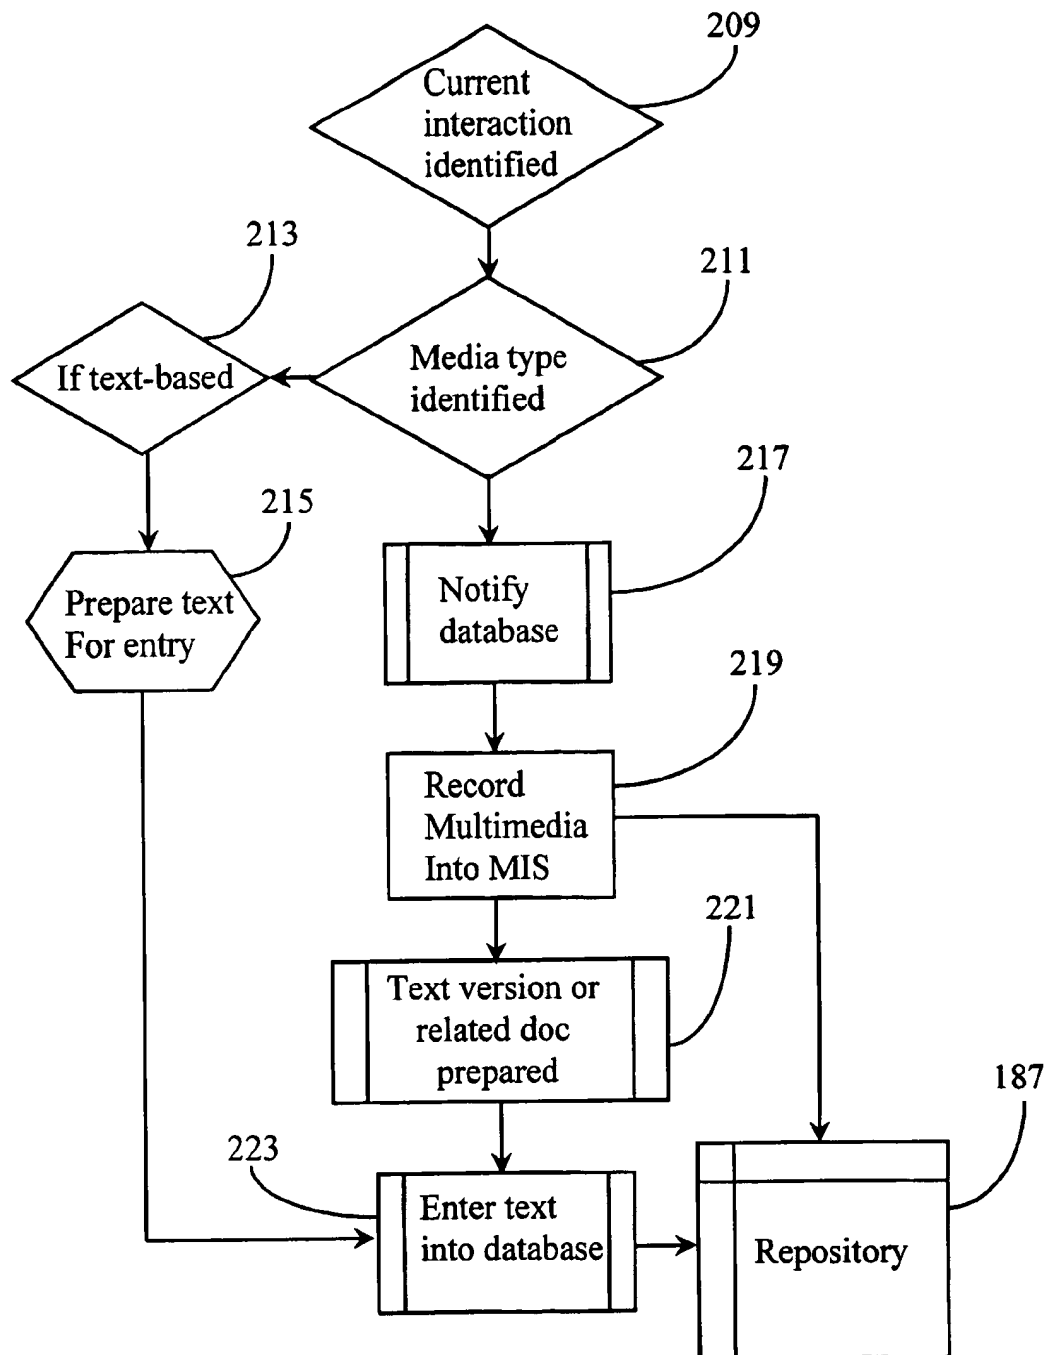 209
Current
interaction
identified
213
211
If text-based
Media type
identified
217
215
Notify
database
Prepare text
For entry
219
Record
Multimedia
Into MIS
221
Text version or
related doc
prepared
187
223
Enter text
into database
Repository